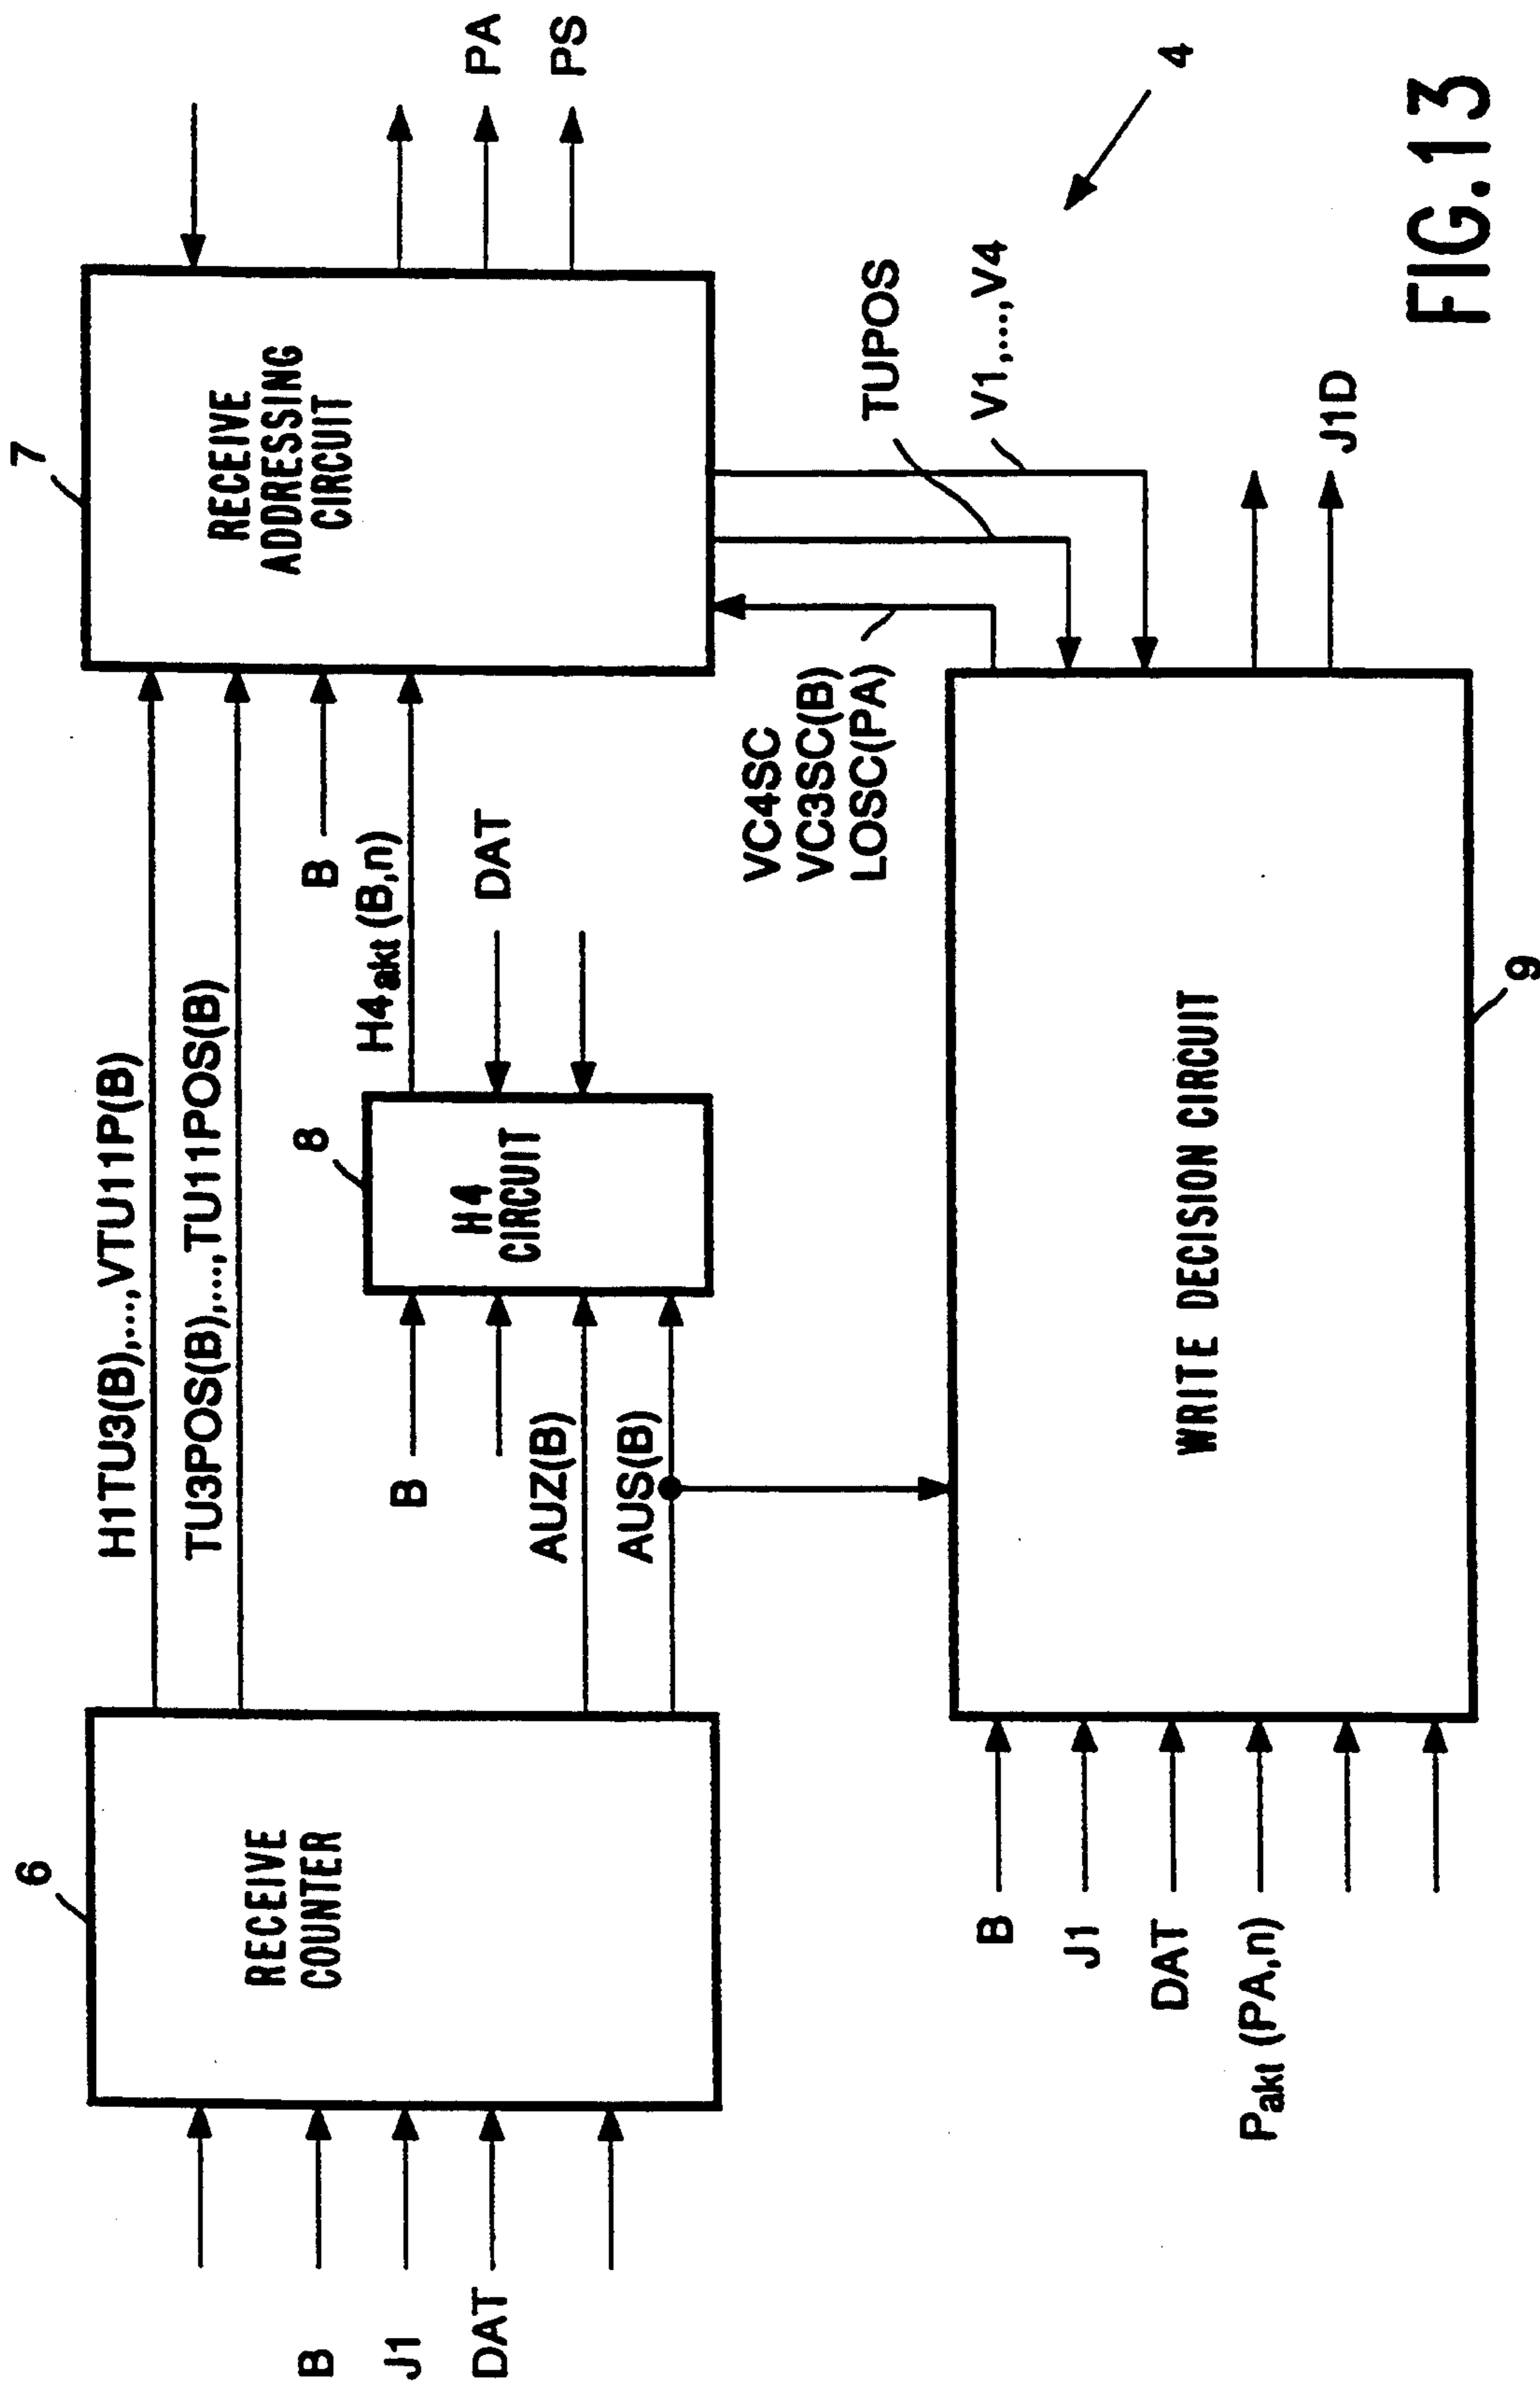 6
RECEIVE
COUNTER
B
J1
DAT
H1TU3(B),...,VTU11P(B)
TU3POS(B),...,TU11POS(B)
AUZ(B)
AUS(B)
8
H4
CIRCUIT
B
DAT
H4akt (B,n)
B
7
RECEIVE
ADDRESSING
CIRCUIT
PA
PS
TUPOS
V1,...,V4
VC4SC
VC3SC(B)
LOSC(PA)
4
B
J1
DAT
Pakt (PA,n)
WRITE DECISION CIRCUIT
9
J1D
FIG.13